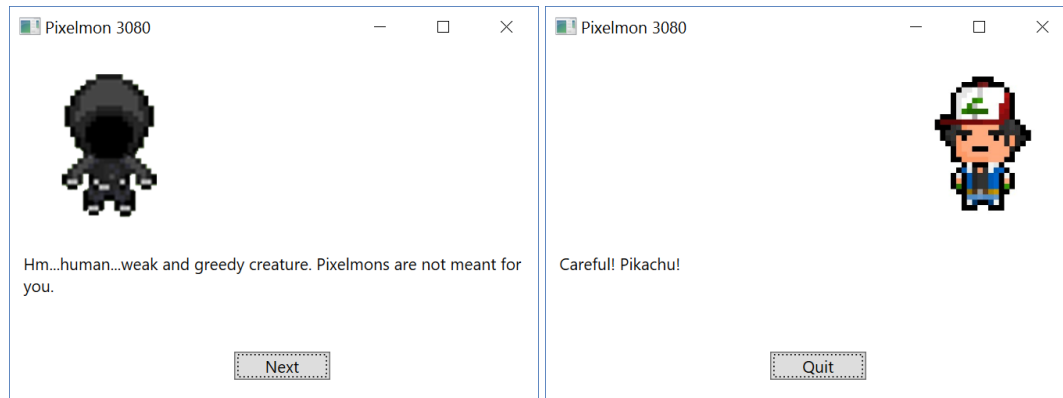 Pixelmon 3080
Hm...human...weak and greedy creature. Pixelmons are not meant for
you.
Next
Pixelmon 3080
Careful! Pikachu!
Quit